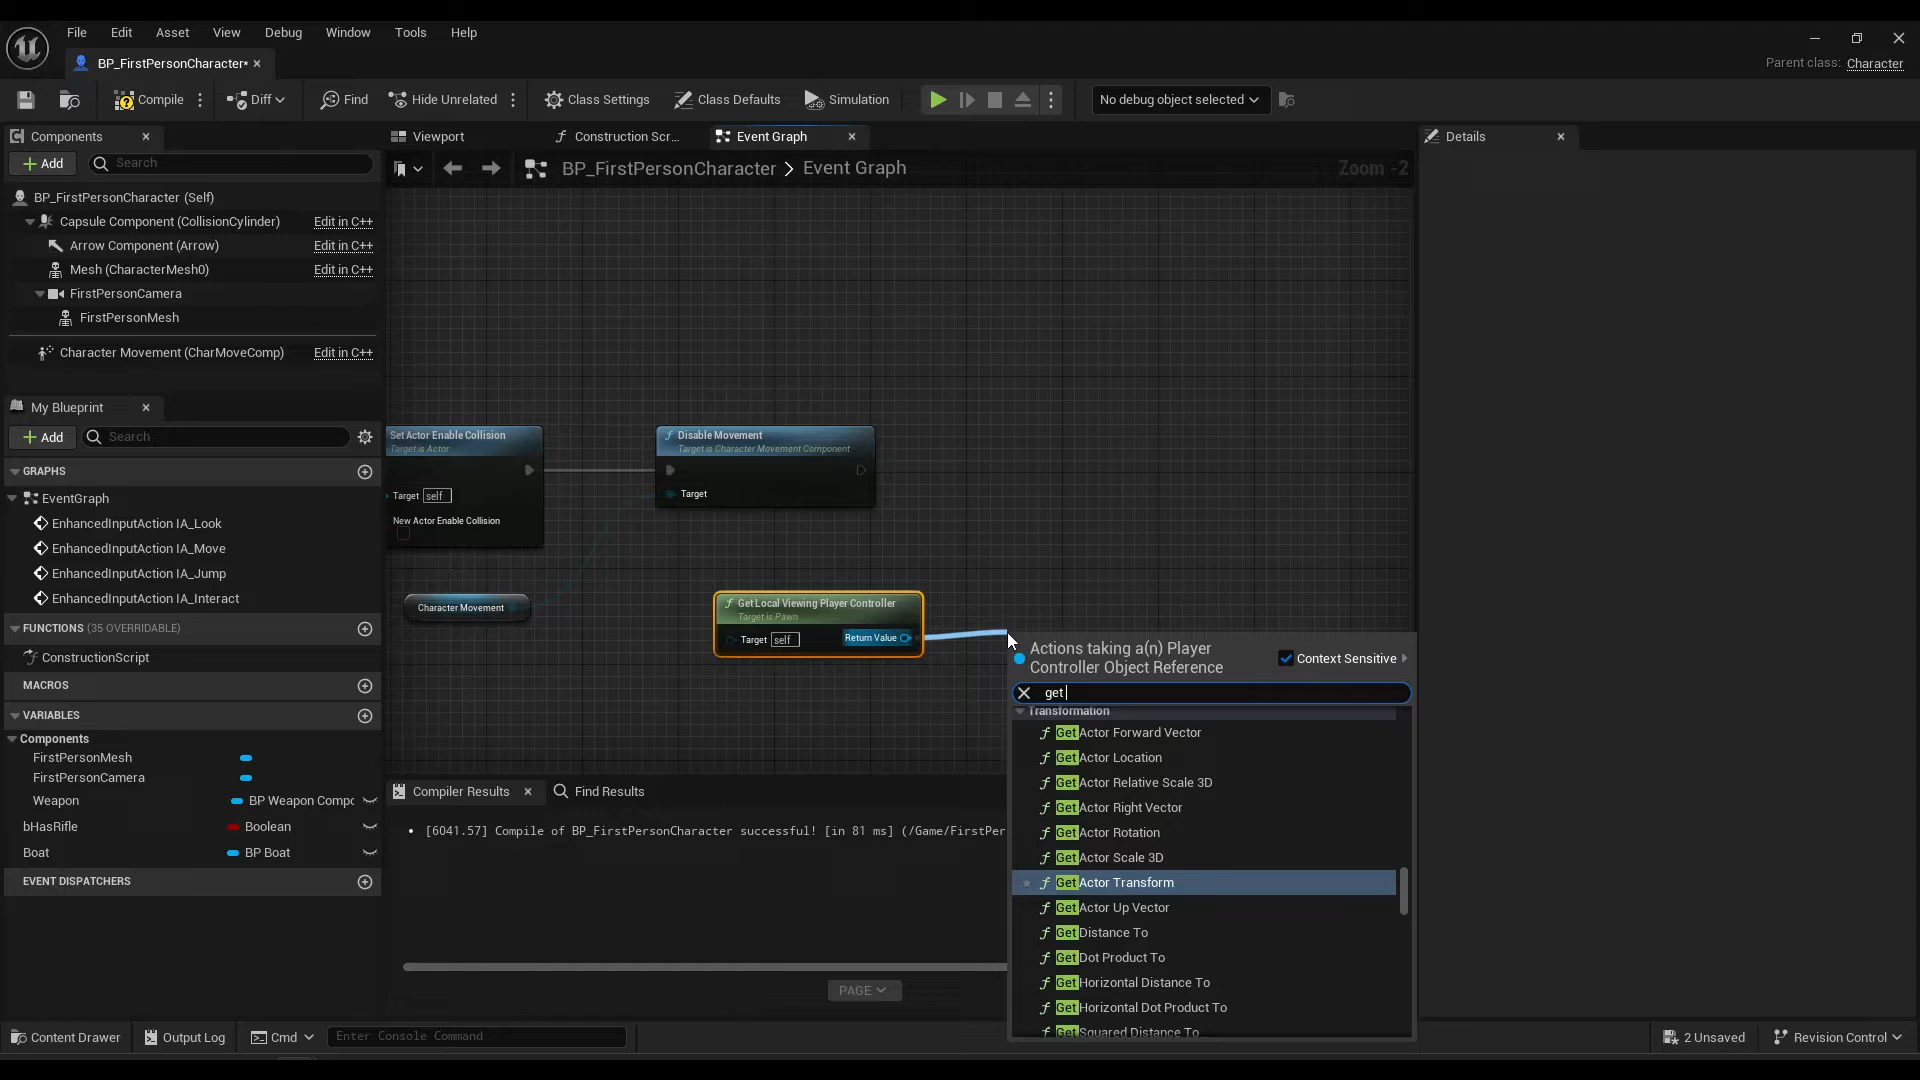 File Edit Asset View Debug Window Tools Help
BP_FirstPersonCharacter*
Parent class: Character
Compile Diff Find Hide Unrelated Class Settings Class Defaults Simulation No debug object selected
Components
Viewport Construction Scr... Event Graph
Details
Add Search
BP_FirstPersonCharacter > Event Graph
Zoom -2
BP_FirstPersonCharacter (Self)
Capsule Component (CollisionCylinder) Edit in C++
Arrow Component (Arrow) Edit in C++
Mesh (CharacterMesh0) Edit in C++
FirstPersonCamera
FirstPersonMesh
Character Movement (CharMoveComp) Edit in C++
My Blueprint
Add Search
GRAPHS
EventGraph
EnhancedInputAction IA_Look
EnhancedInputAction IA_Move
EnhancedInputAction IA_Jump
EnhancedInputAction IA_Interact
FUNCTIONS (35 OVERRIDABLE)
ConstructionScript
MACROS
VARIABLES
Components
FirstPersonMesh
FirstPersonCamera
Weapon BP Weapon Compo
bHasRifle Boolean
Boat BP Boat
EVENT DISPATCHERS
Set Actor Enable Collision
Target is Actor
Target self
New Actor Enable Collision
Disable Movement
Target is Character Movement Component
Target
Character Movement
Get Local Viewing Player Controller
Target is Pawn
Target self Return Value
Actions taking a(n) Player
Controller Object Reference
Context Sensitive
get
Transformation
Get Actor Forward Vector
Get Actor Location
Get Actor Relative Scale 3D
Get Actor Right Vector
Get Actor Rotation
Get Actor Scale 3D
Get Actor Transform
Get Actor Up Vector
Get Distance To
Get Dot Product To
Get Horizontal Distance To
Get Horizontal Dot Product To
Get Squared Distance To
Compiler Results Find Results
[6041.57] Compile of BP_FirstPersonCharacter successful! [in 81 ms] (/Game/FirstPer
PAGE
Content Drawer Output Log Cmd Enter Console Command
2 Unsaved Revision Control